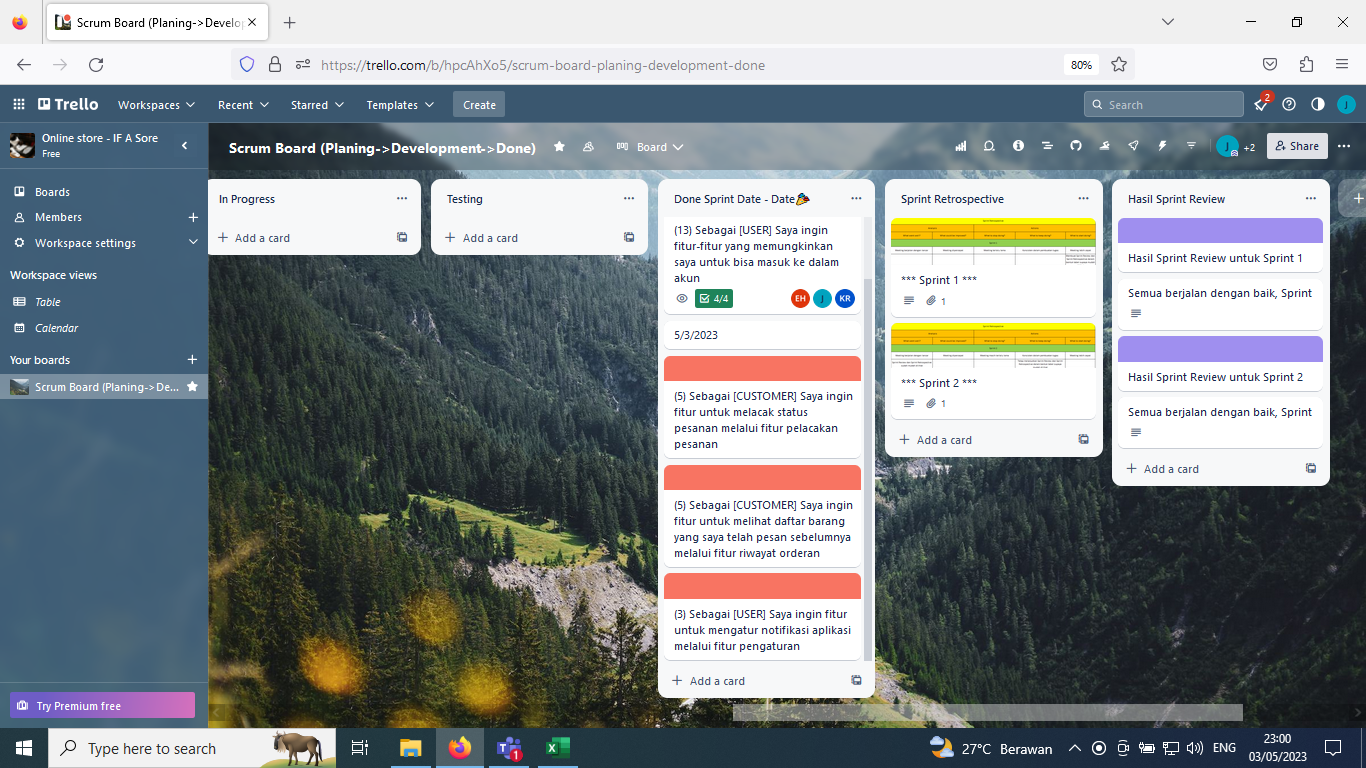 Scrum Board (Planing->Develop
https://trello.com/b/hpcAhXo5/scrum-board-planing-development-done
80%
Trello
Workspaces
Recent
Starred
Templates
Create
Search
2
J
Online store - IF A Sore
Free
Scrum Board (Planing->Development->Done)
Board
J
+2
Share
Boards
Members
Workspace settings
Workspace views
Table
Calendar
Your boards
Scrum Board (Planing->De...
Try Premium free
In Progress
Add a card
Testing
Add a card
Done Sprint Date - Date
(13) Sebagai [USER] Saya ingin
fitur-fitur yang memungkinkan
saya untuk bisa masuk ke dalam
akun
4/4
EH
J
KR
5/3/2023
(5) Sebagai [CUSTOMER] Saya ingin
fitur untuk melacak status
pesanan melalui fitur pelacakan
pesanan
(5) Sebagai [CUSTOMER] Saya ingin
fitur untuk melihat daftar barang
yang saya telah pesan sebelumnya
melalui fitur riwayat orderan
(3) Sebagai [USER] Saya ingin fitur
untuk mengatur notifikasi aplikasi
melalui fitur pengaturan
Add a card
Sprint Retrospective
*** Sprint 1 ***
1
*** Sprint 2 ***
1
Add a card
Hasil Sprint Review
Hasil Sprint Review untuk Sprint 1
Semua berjalan dengan baik, Sprint
Hasil Sprint Review untuk Sprint 2
Semua berjalan dengan baik, Sprint
Add a card
Type here to search
1
27°C Berawan
ENG
23:00
03/05/2023